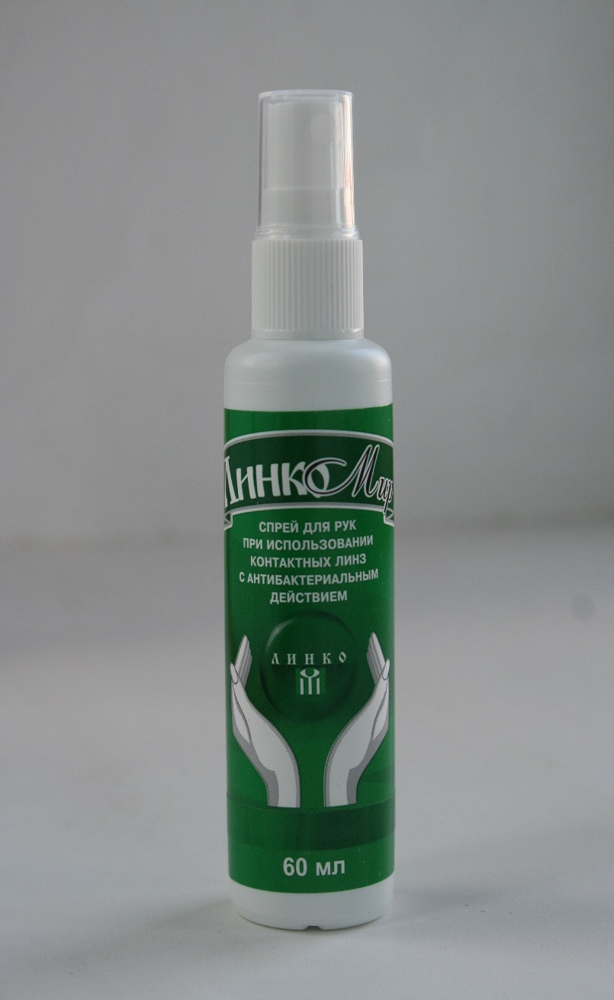 ЛинкоМир
СПРЕЙ ДЛЯ РУК
ПРИ ИСПОЛЬЗОВАНИИ
КОНТАКТНЫХ ЛИНЗ
С АНТИБАКТЕРИАЛЬНЫМ
ДЕЙСТВИЕМ
ЛИНКО
60 мл